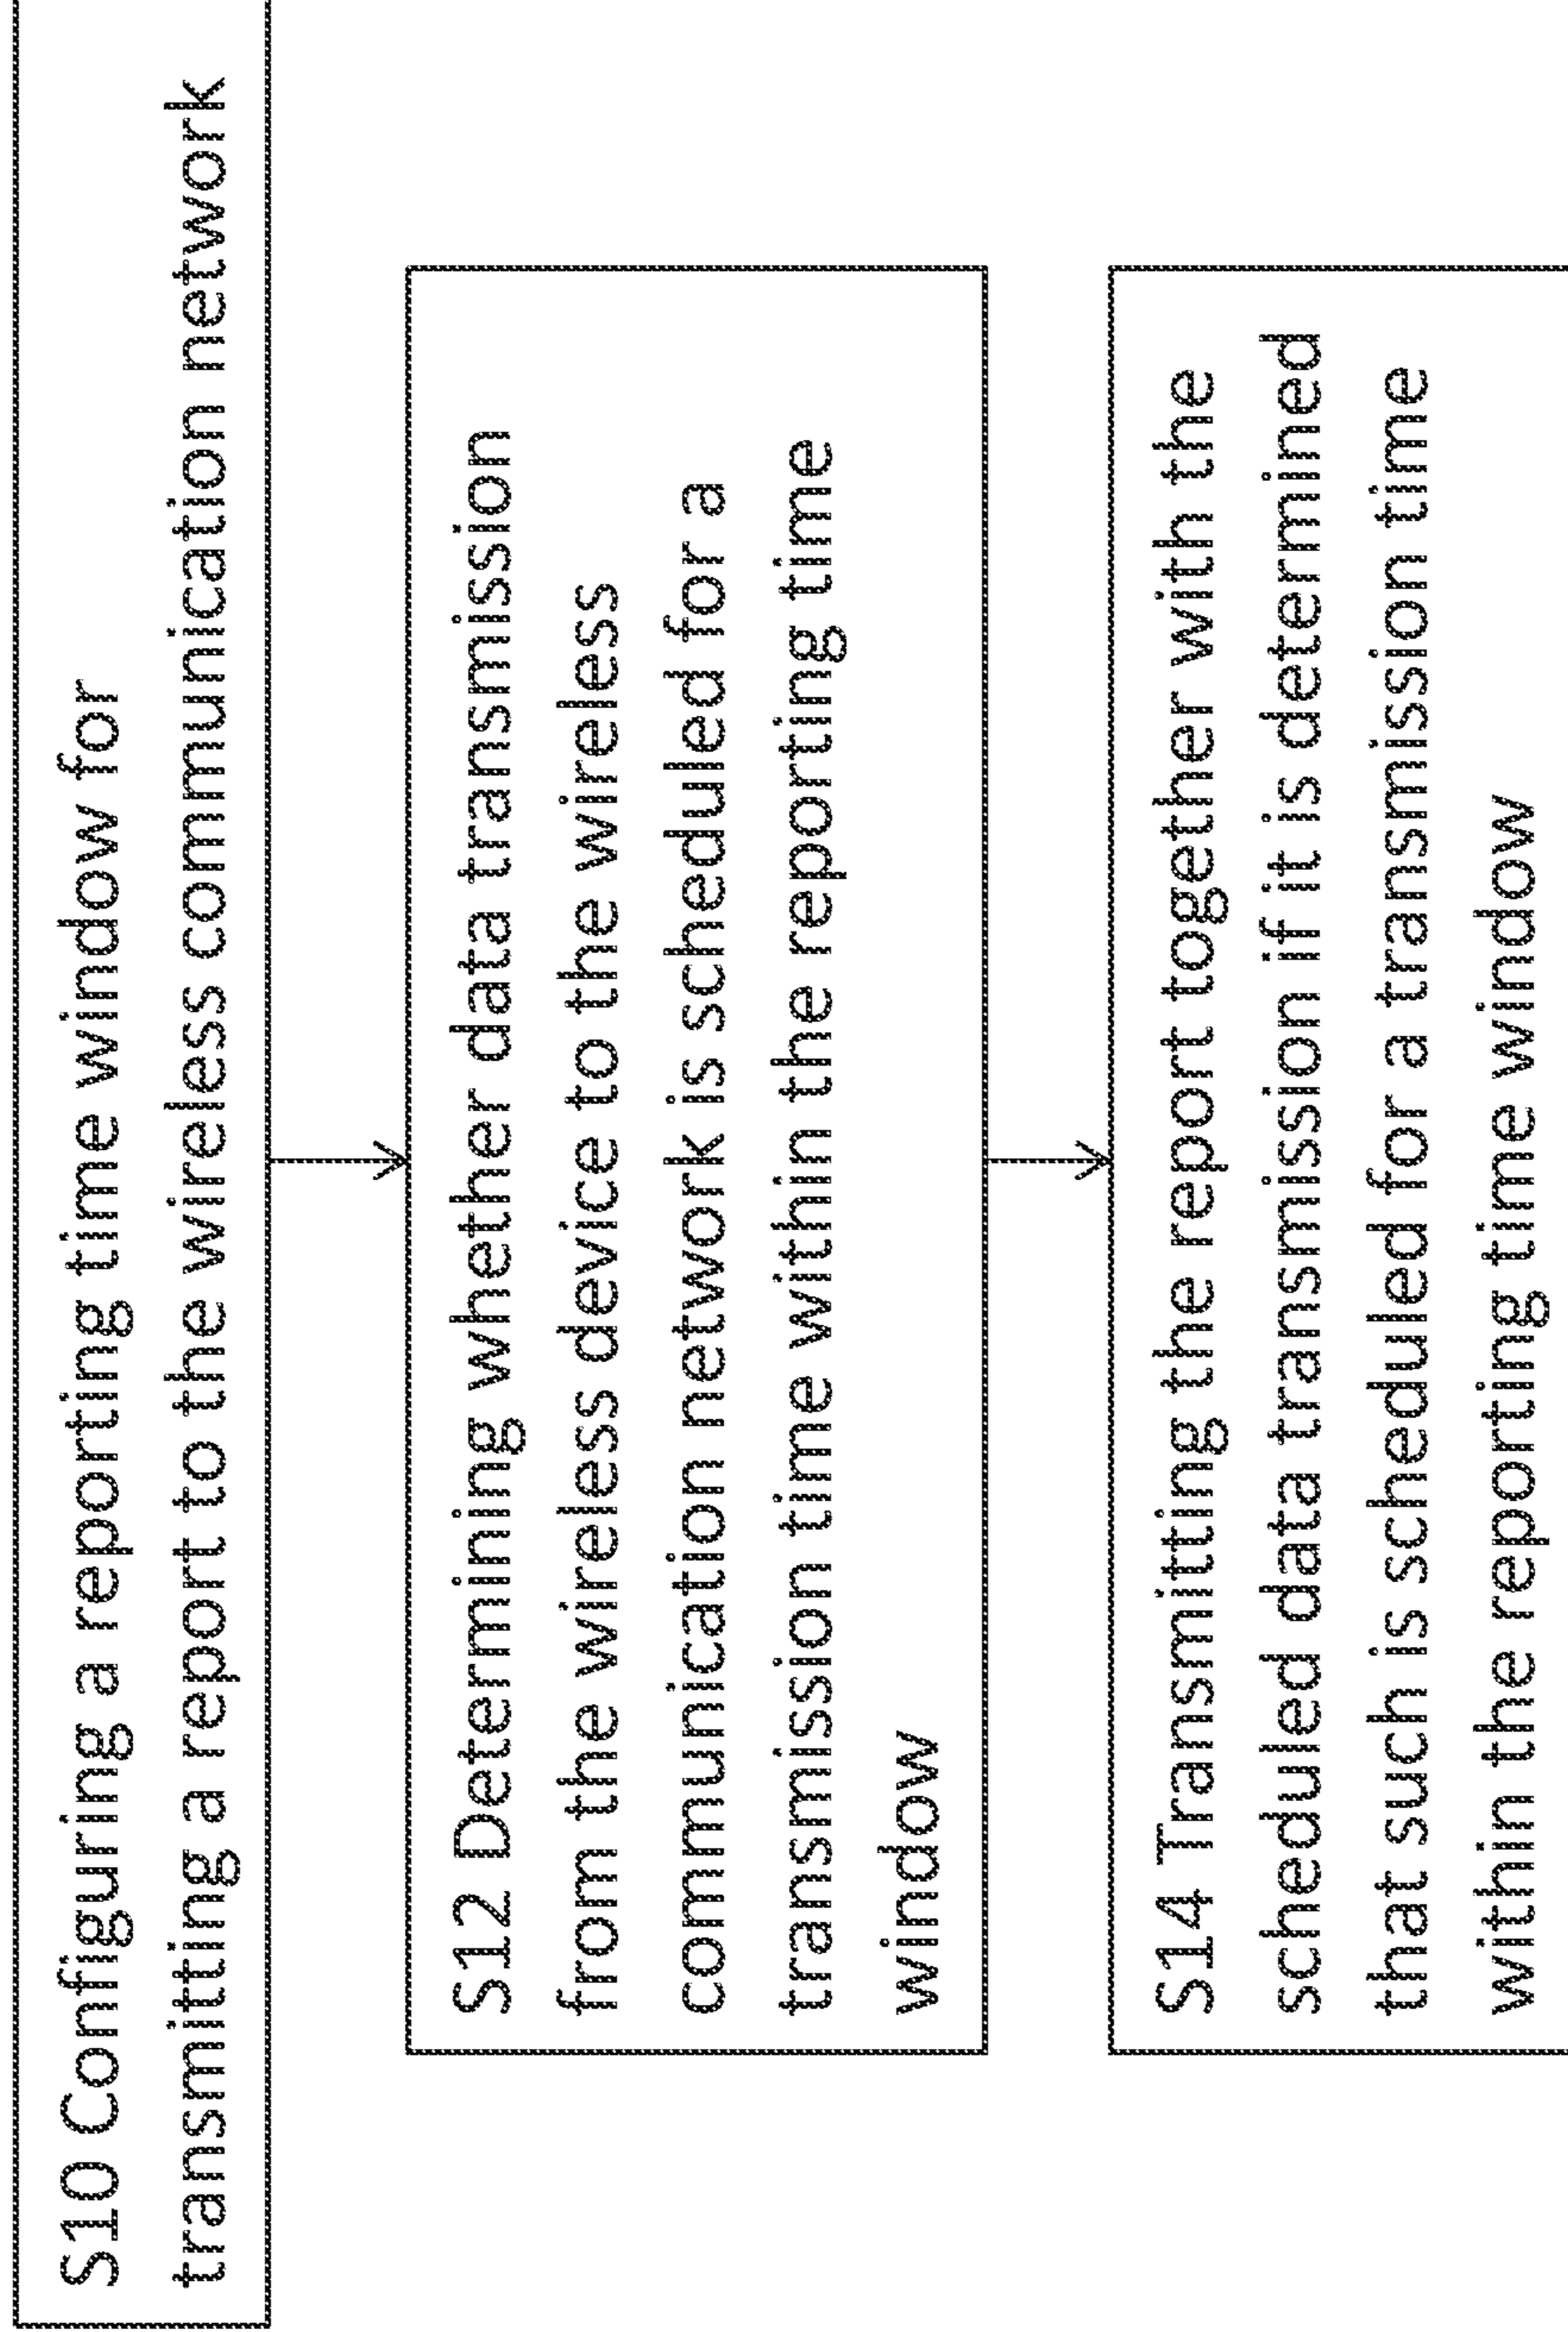 S10 Configuring a reporting time window for
transmitting a report to the wireless communication network
S12 Determining whether data transmission
from the wireless device to the wireless
communication network is scheduled for a
transmission time within the reporting time
window
S14 Transmitting the report together with the
scheduled data transmission if it is determined
that such is scheduled for a transmission time
within the reporting time window